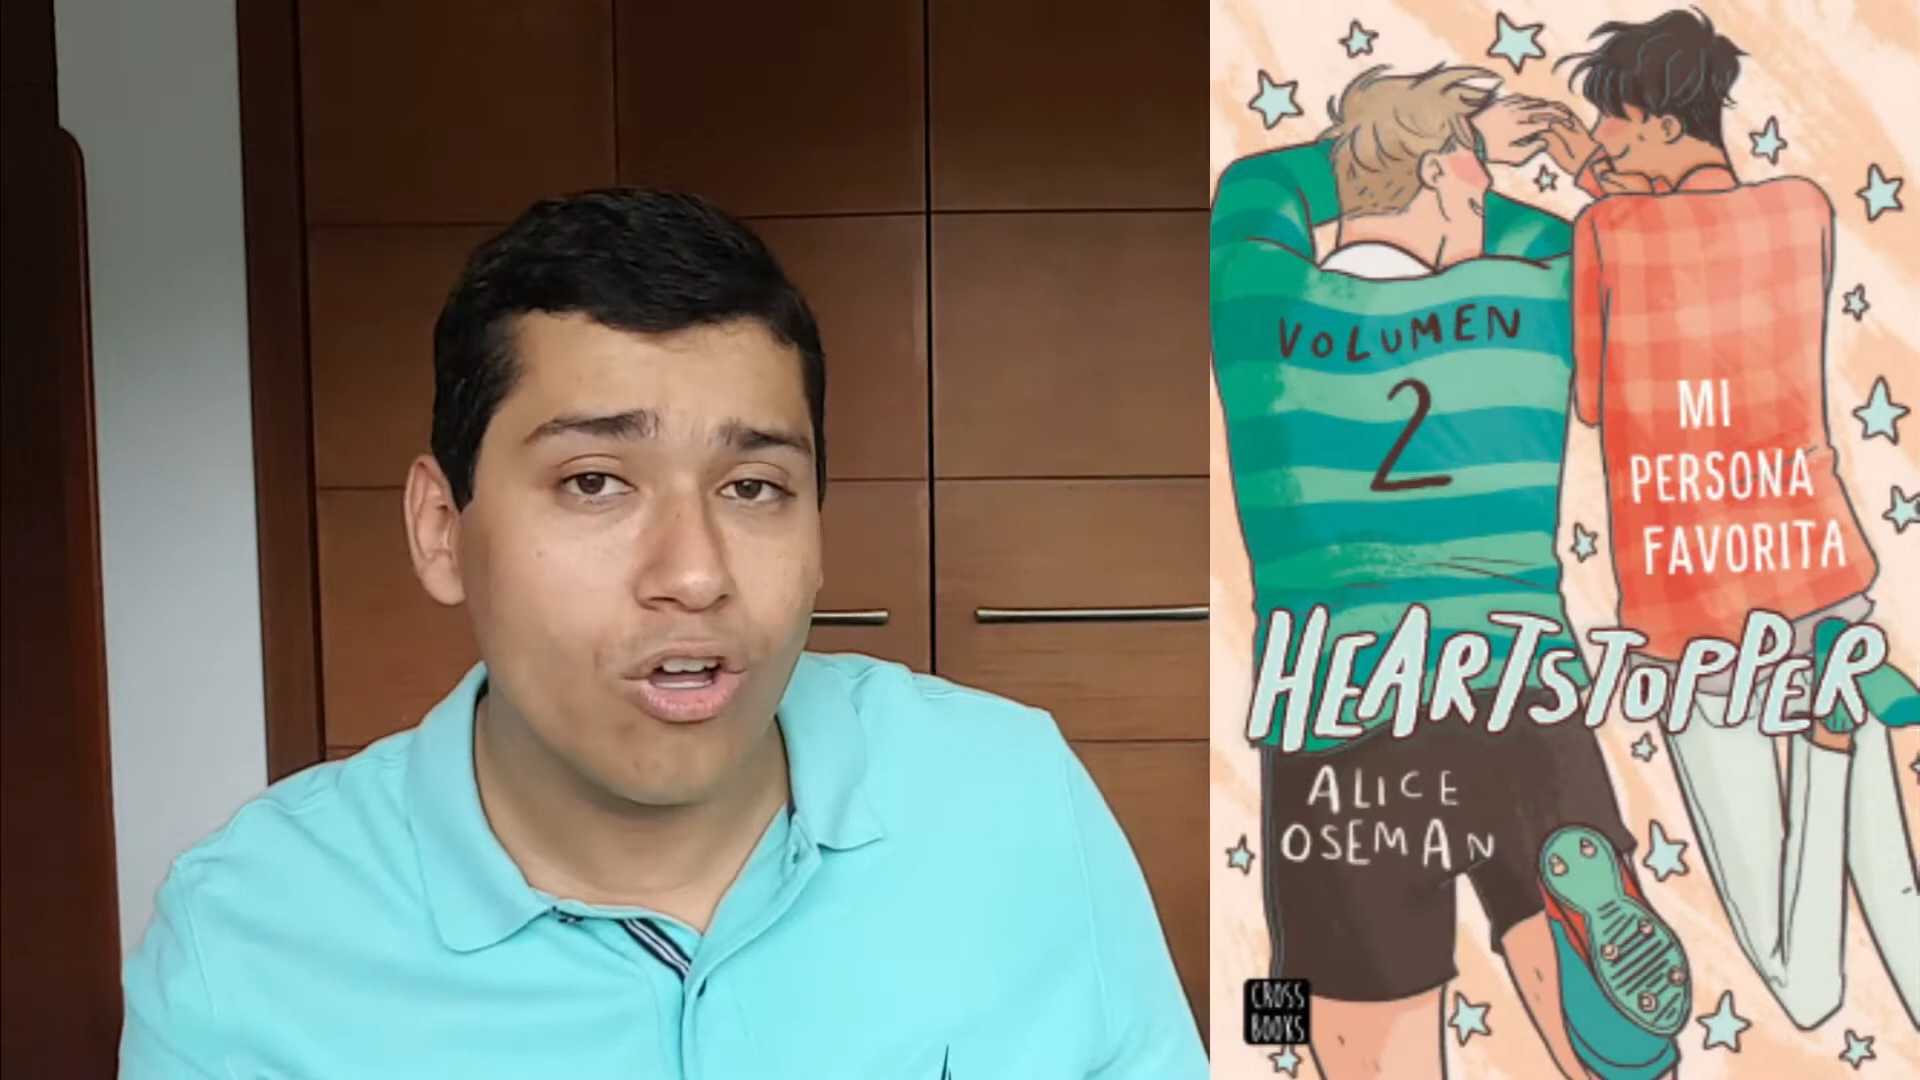 VOLUMEN
2
MI
PERSONA
FAVORITA
HEARTSTOPPER
ALICE
OSEMAN
CROSS
BOOKS